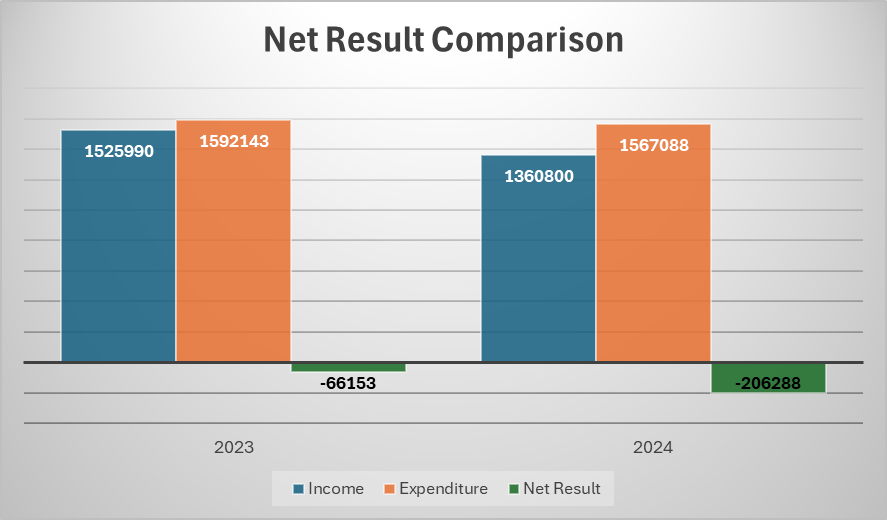 Net Result Comparison
1525990
1592143
1360800
1567088
-66153
-206288
2023
2024
Income
Expenditure
Net Result